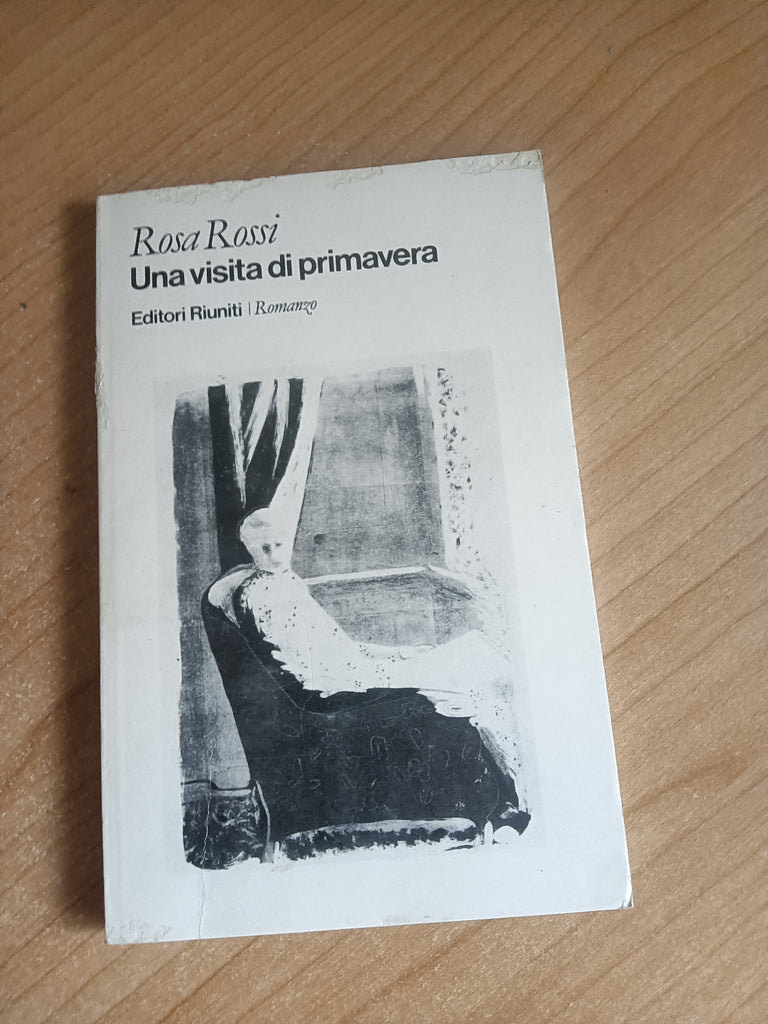 Rosa Rossi
Una visita di primavera
Editori Riuniti | Romanzo